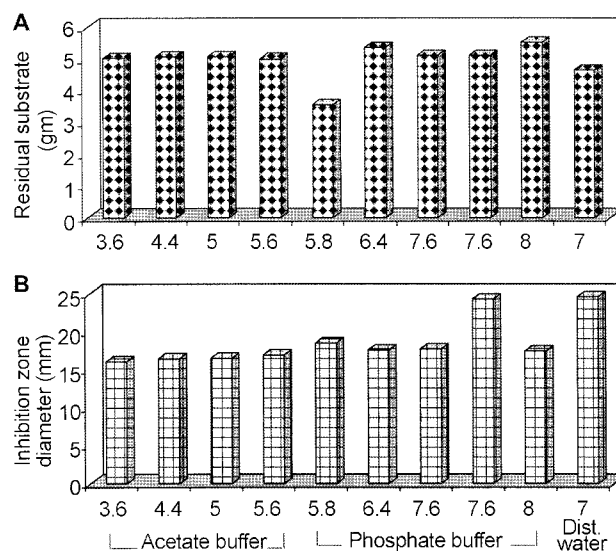 A
Residual substrate
(gm)
6
5
4
3
2
1
0
3.6 4.4 5 5.6 5.8 6.4 7.6 7.6 8 7
B
Inhibition zone
diameter (mm)
25
20
15
10
5
0
3.6 4.4 5 5.6 5.8 6.4 7.6 7.6 8 7
Acetate buffer Phosphate buffer Dist.
water